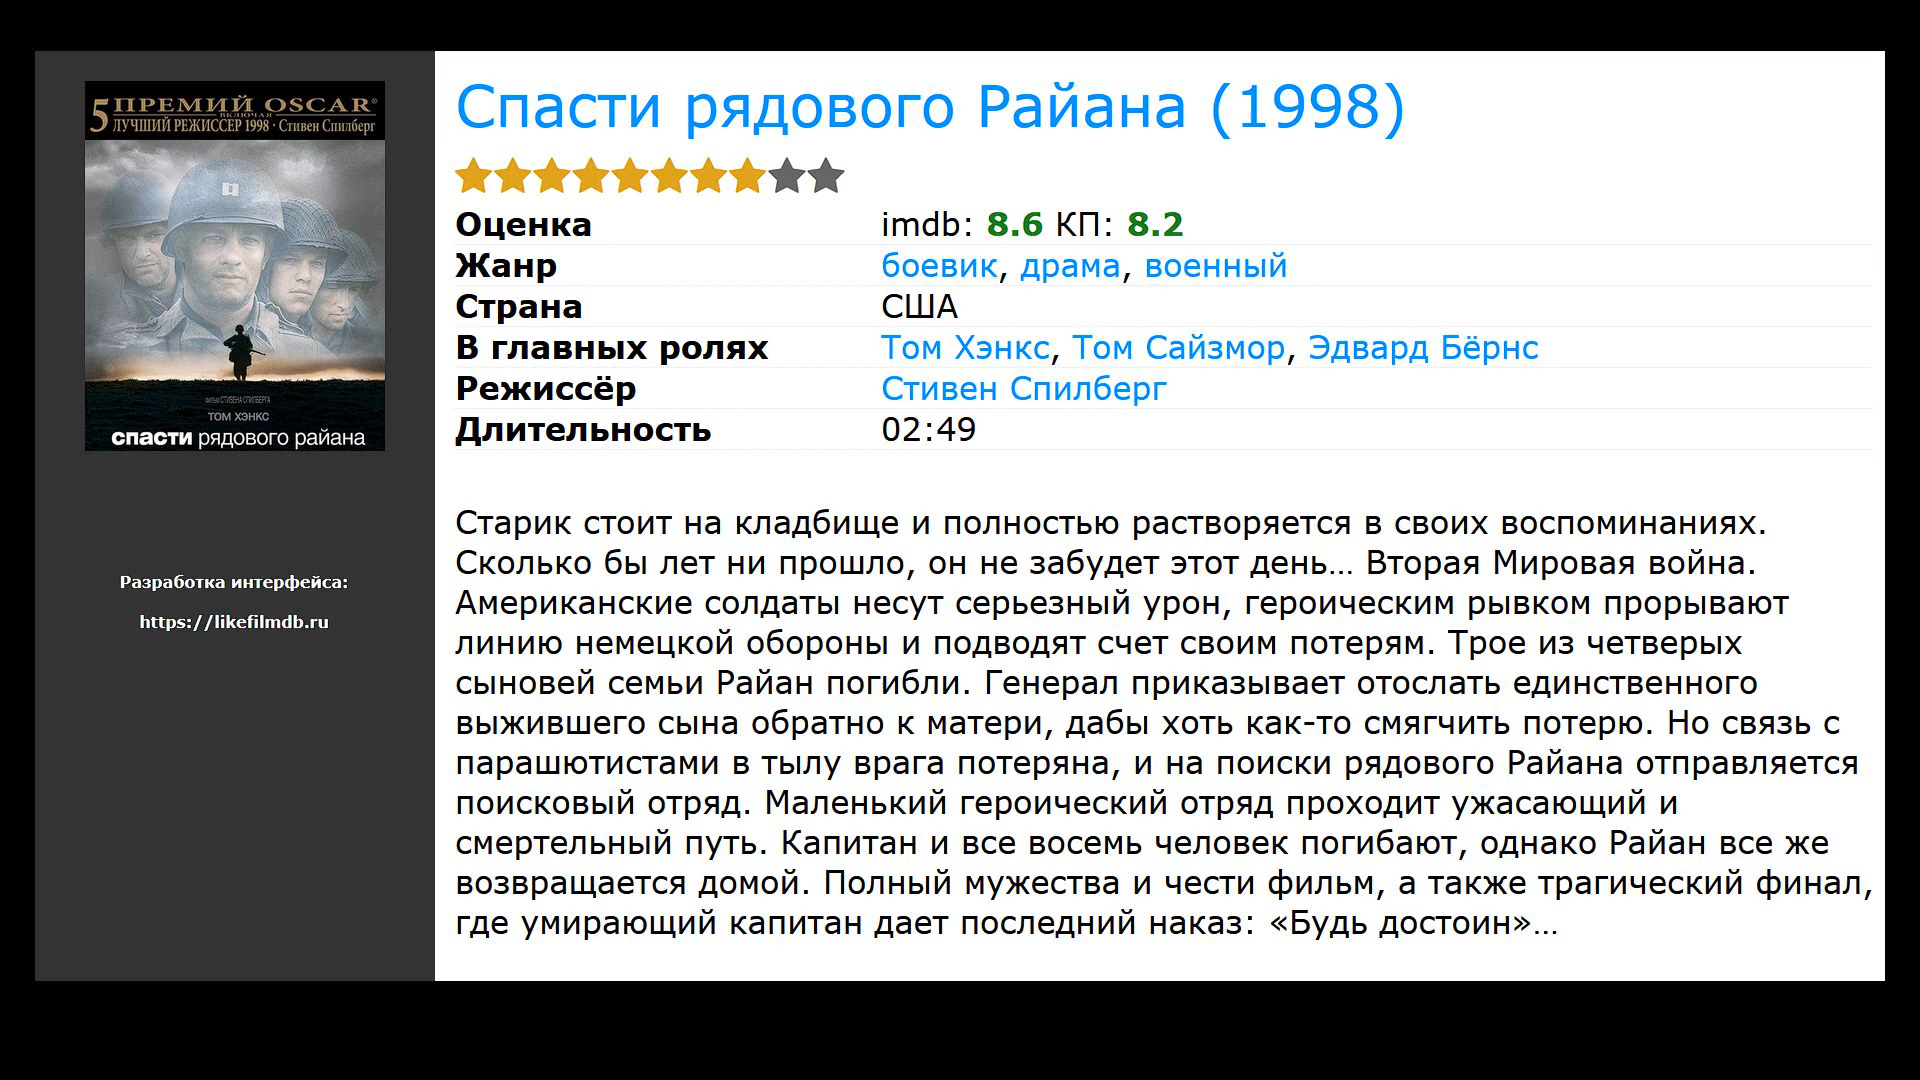 5 ПРЕМИЙ OSCAR®
ВКЛЮЧАЯ
ЛУЧШИЙ РЕЖИССЕР 1998 · Стивен Спилберг
ФИЛЬМ СТИВЕНА СПИЛБЕРГА
ТОМ ХЭНКС
спасти рядового райана
Разработка интерфейса:
https://likefilmdb.ru
Спасти рядового Райана (1998)
Оценка imdb: 8.6 КП: 8.2
Жанр боевик, драма, военный
Страна США
В главных ролях Том Хэнкс, Том Сайзмор, Эдвард Бёрнс
Режиссёр Стивен Спилберг
Длительность 02:49
Старик стоит на кладбище и полностью растворяется в своих воспоминаниях.
Сколько бы лет ни прошло, он не забудет этот день… Вторая Мировая война.
Американские солдаты несут серьезный урон, героическим рывком прорывают
линию немецкой обороны и подводят счет своим потерям. Трое из четверых
сыновей семьи Райан погибли. Генерал приказывает отослать единственного
выжившего сына обратно к матери, дабы хоть как-то смягчить потерю. Но связь с
парашютистами в тылу врага потеряна, и на поиски рядового Райана отправляется
поисковый отряд. Маленький героический отряд проходит ужасающий и
смертельный путь. Капитан и все восемь человек погибают, однако Райан все же
возвращается домой. Полный мужества и чести фильм, а также трагический финал,
где умирающий капитан дает последний наказ: «Будь достоин»…